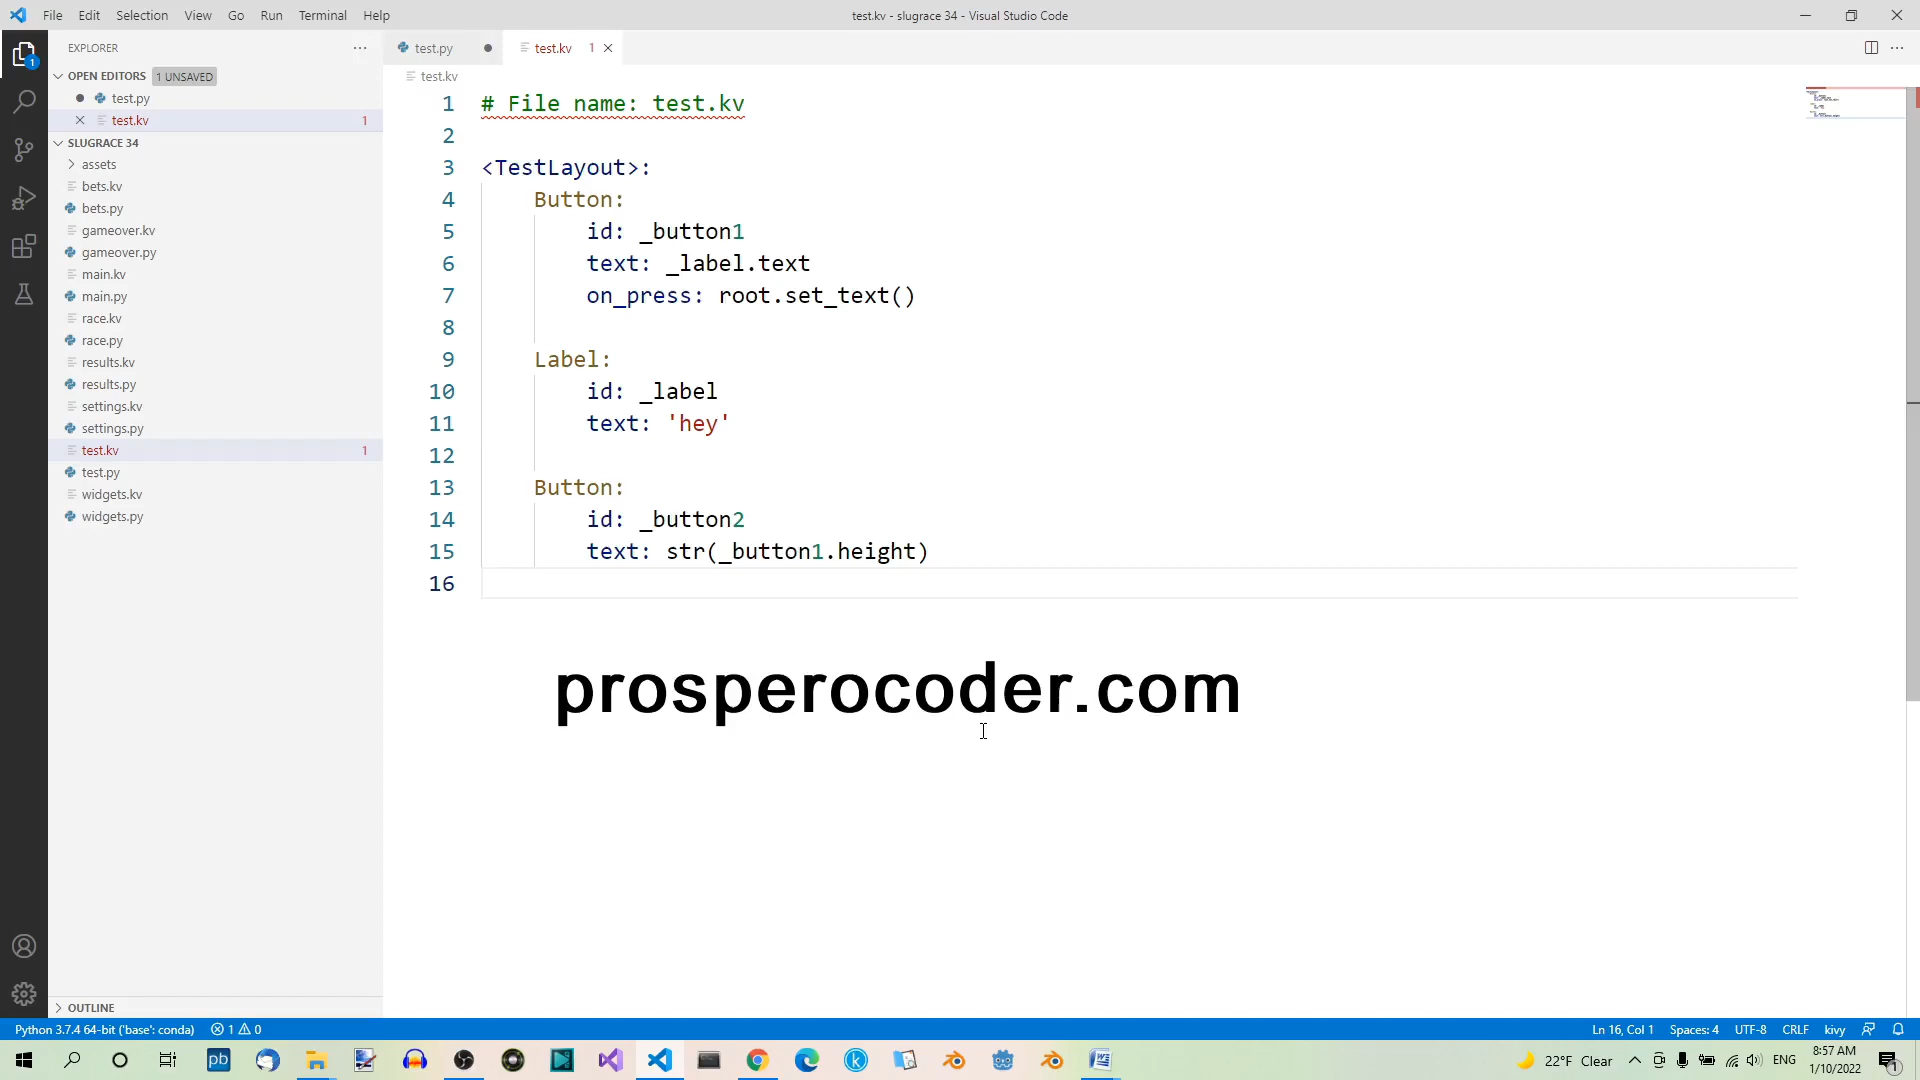 File Edit Selection View Go Run Terminal Help
test.kv - slugrace 34 - Visual Studio Code
EXPLORER
OPEN EDITORS 1 UNSAVED
test.py
test.kv 1
SLUGRACE 34
assets
bets.kv
bets.py
gameover.kv
gameover.py
main.kv
main.py
race.kv
race.py
results.kv
results.py
settings.kv
settings.py
test.kv 1
test.py
widgets.kv
widgets.py
OUTLINE
1
test.py
test.kv 1
test.kv
1 # File name: test.kv
2
3 <TestLayout>:
4 Button:
5 id: _button1
6 text: _label.text
7 on_press: root.set_text()
8
9 Label:
10 id: _label
11 text: 'hey'
12
13 Button:
14 id: _button2
15 text: str(_button1.height)
16
prosperocoder.com
Python 3.7.4 64-bit ('base': conda) 1 0
Ln 16, Col 1 Spaces: 4 UTF-8 CRLF kivy
pb
22°F Clear ENG
8:57 AM
1/10/2022
1